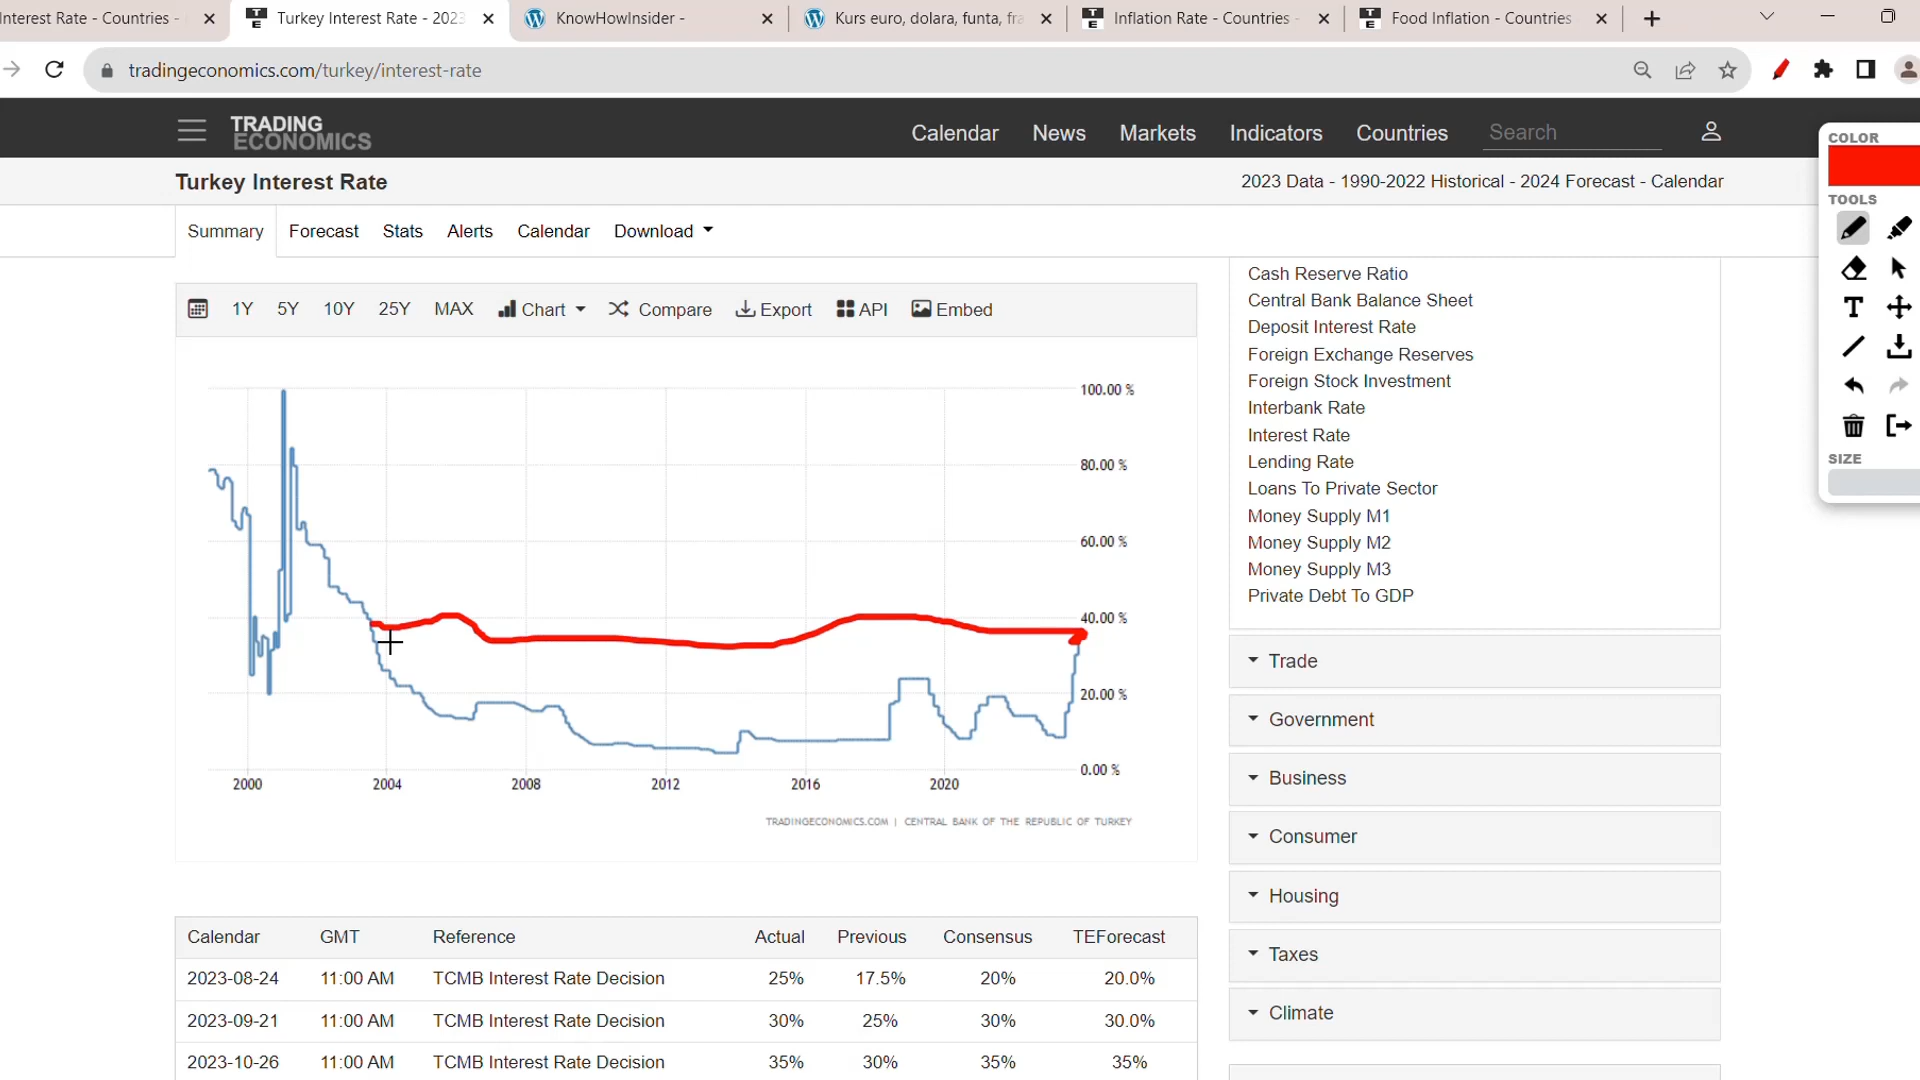 nterest Rate - Countries -
Turkey Interest Rate - 2023
KnowHowInsider -
Kurs euro, dolara, funta, fra
Inflation Rate - Countries -
Food Inflation - Countries
tradingeconomics.com/turkey/interest-rate
TRADING
ECONOMICS
Calendar News Markets Indicators Countries Search
Turkey Interest Rate
2023 Data - 1990-2022 Historical - 2024 Forecast - Calendar
Summary Forecast Stats Alerts Calendar Download
1Y 5Y 10Y 25Y MAX Chart Compare Export API Embed
100.00 %
80.00 %
60.00 %
40.00 %
20.00 %
0.00 %
2000 2004 2008 2012 2016 2020
TRADINGECONOMICS.COM | CENTRAL BANK OF THE REPUBLIC OF TURKEY
Calendar GMT Reference Actual Previous Consensus TEForecast
2023-08-24 11:00 AM TCMB Interest Rate Decision 25% 17.5% 20% 20.0%
2023-09-21 11:00 AM TCMB Interest Rate Decision 30% 25% 30% 30.0%
2023-10-26 11:00 AM TCMB Interest Rate Decision 35% 30% 35% 35%
Cash Reserve Ratio
Central Bank Balance Sheet
Deposit Interest Rate
Foreign Exchange Reserves
Foreign Stock Investment
Interbank Rate
Interest Rate
Lending Rate
Loans To Private Sector
Money Supply M1
Money Supply M2
Money Supply M3
Private Debt To GDP
Trade
Government
Business
Consumer
Housing
Taxes
Climate
COLOR
TOOLS
T
SIZE